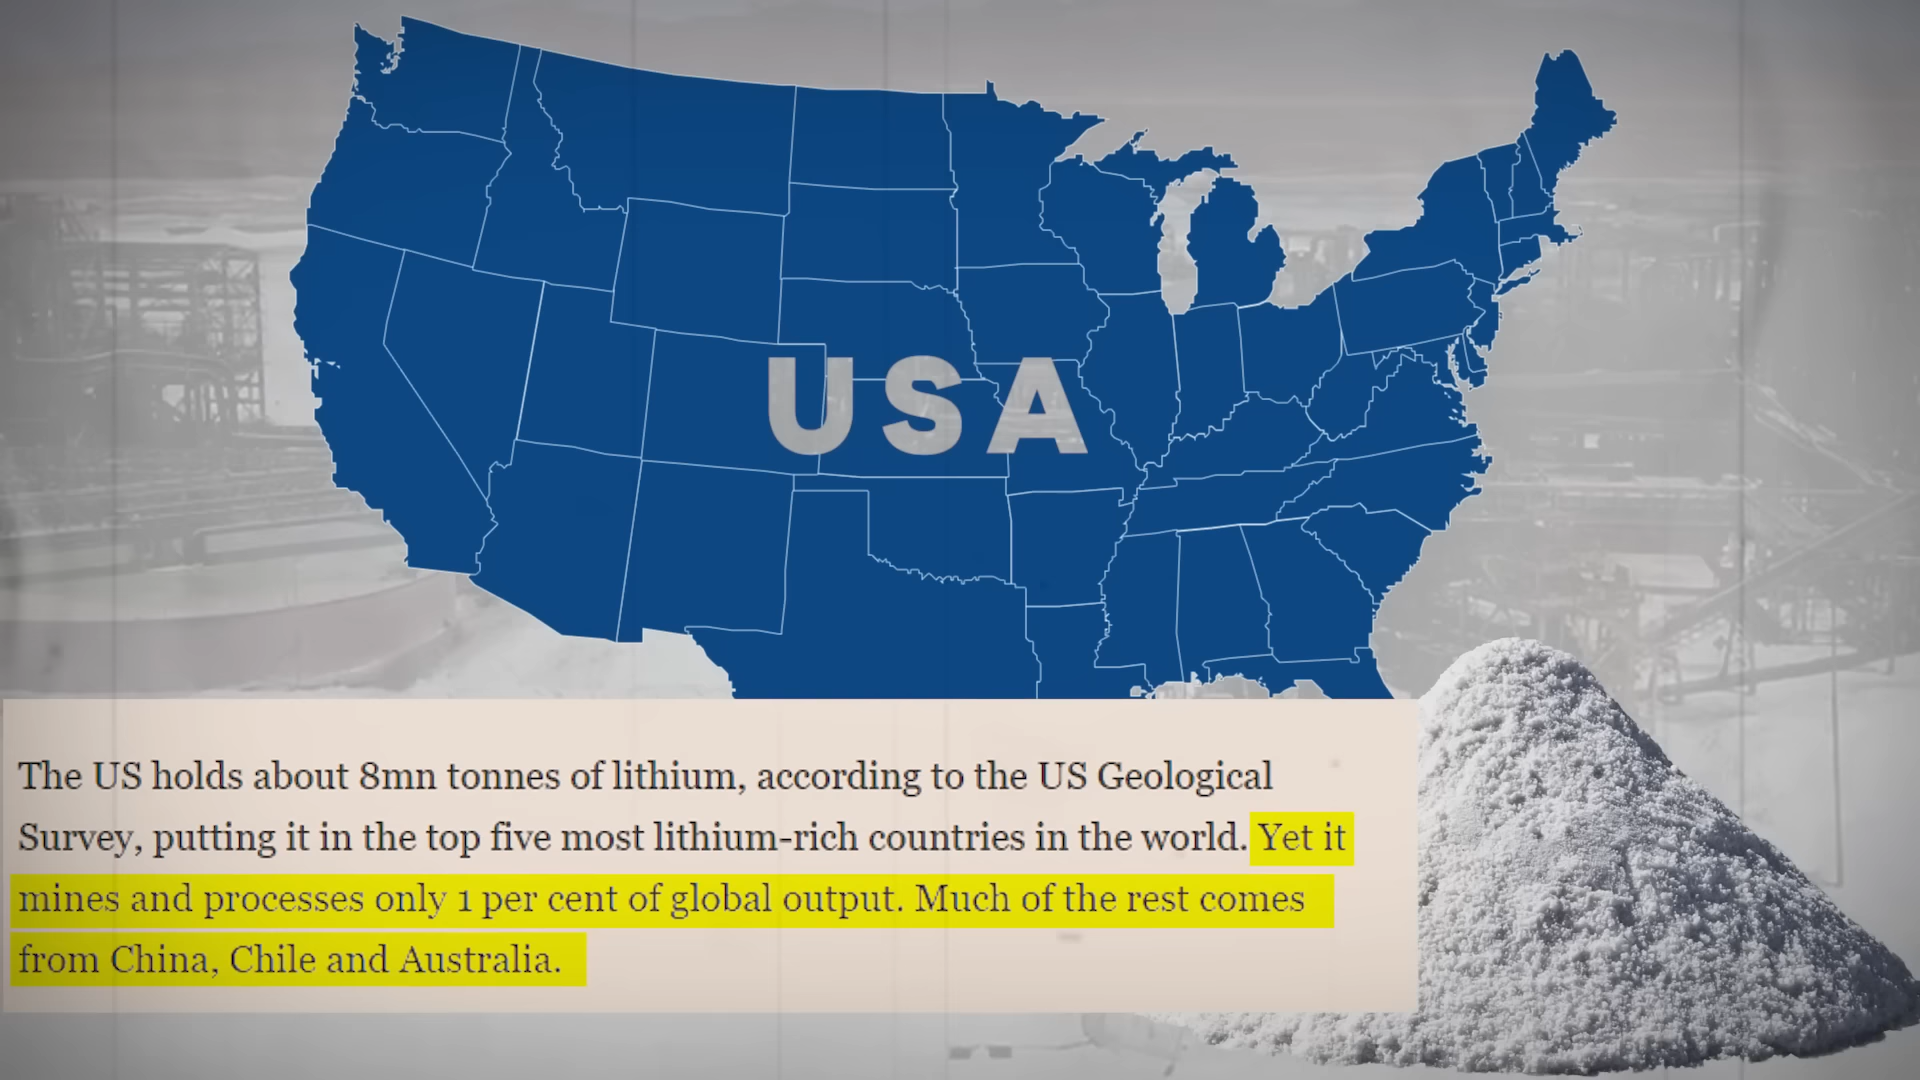 USA
The US holds about 8mn tonnes of lithium, according to the US Geological
Survey, putting it in the top five most lithium-rich countries in the world. Yet it
mines and processes only 1 per cent of global output. Much of the rest comes
from China, Chile and Australia.